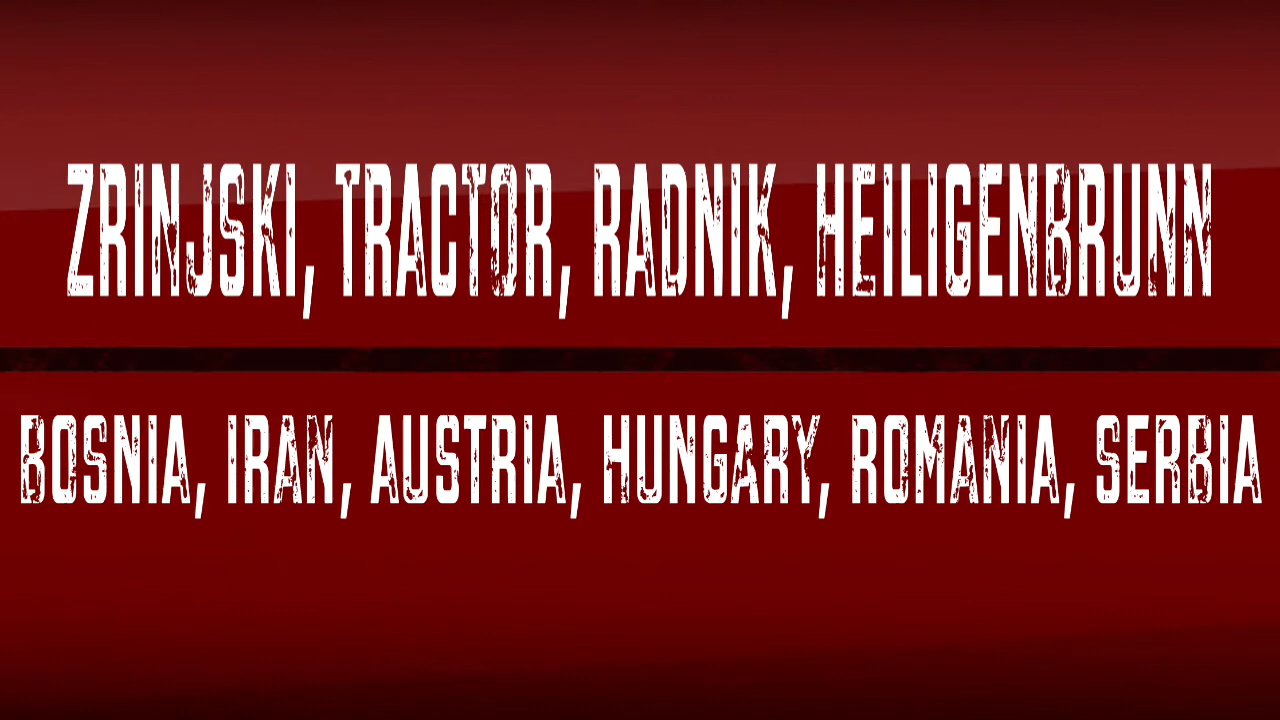 ZRINJSKI, TRACTOR, RADNIK, HEILIGENBRUNN
BOSNIA, IRAN, AUSTRIA, HUNGARY, ROMANIA, SERBIA